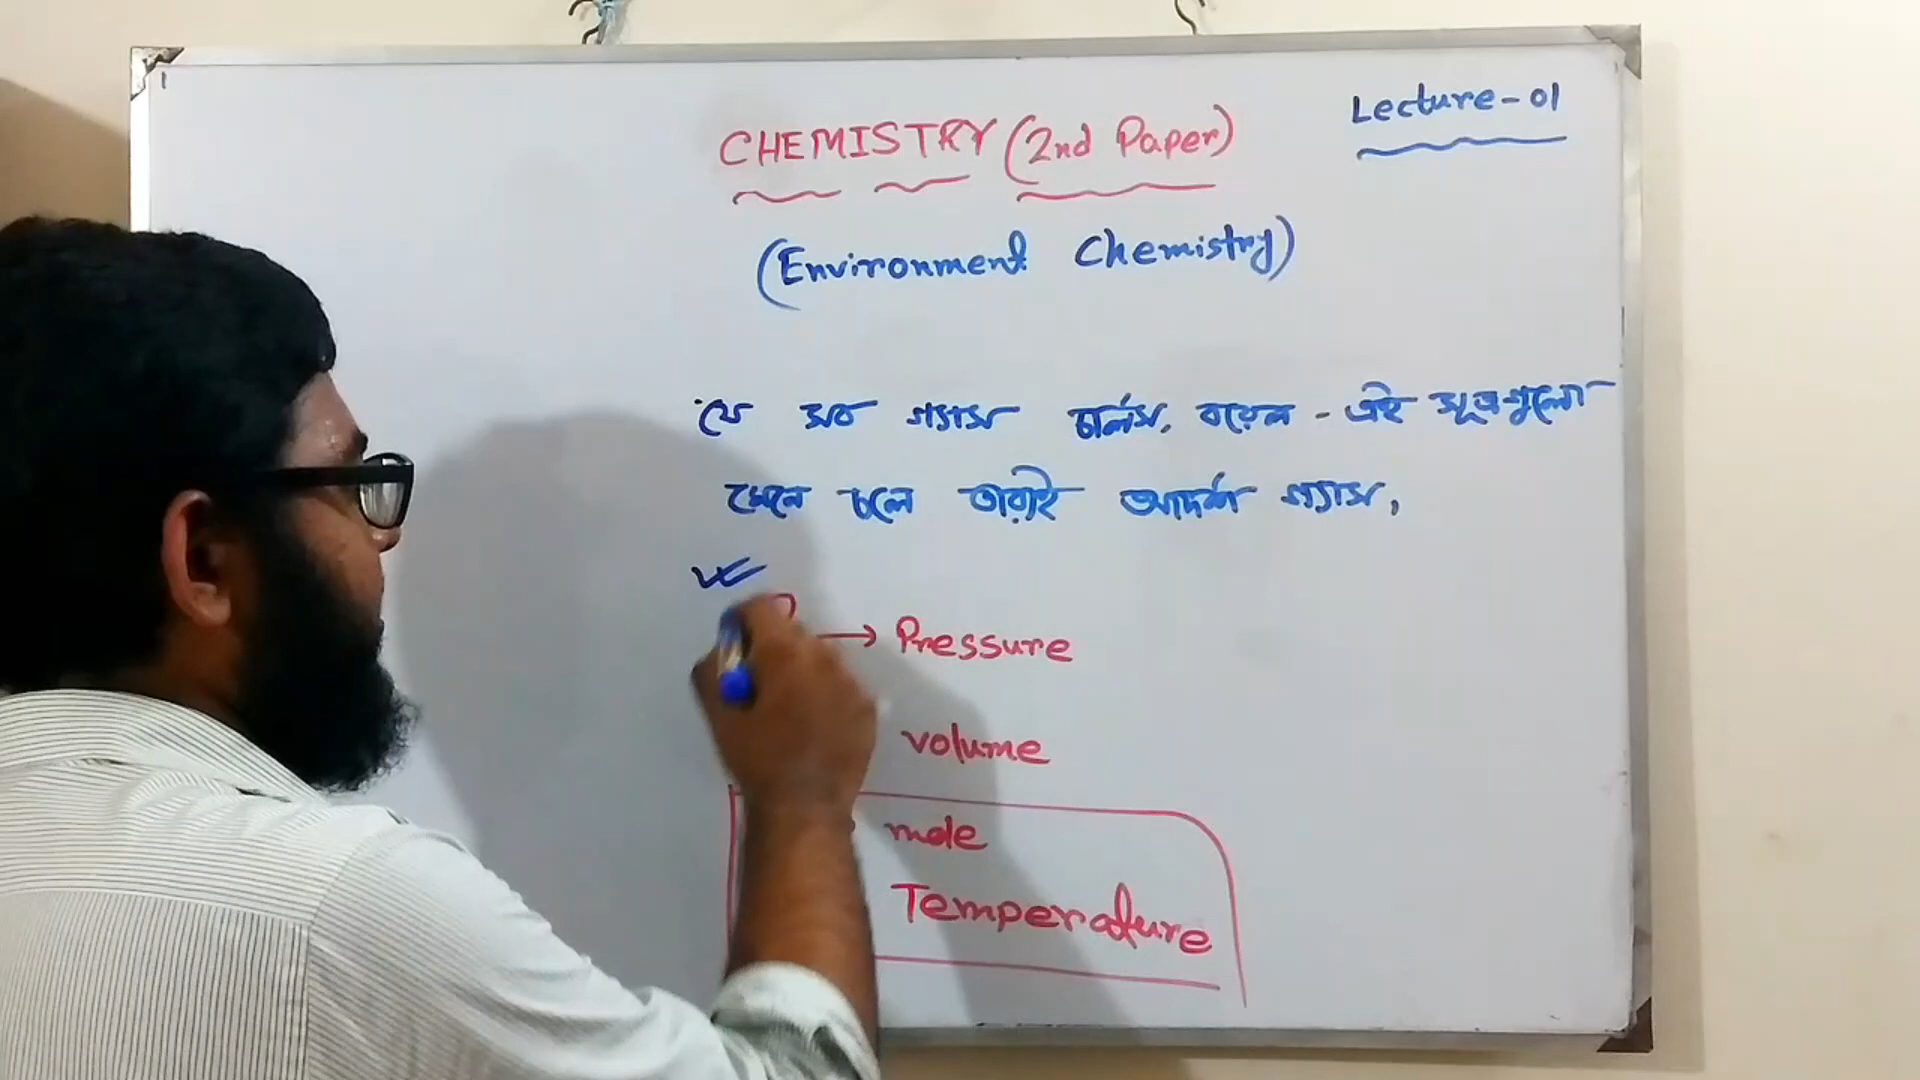 Lecture-01
CHEMISTRY (2nd Paper)
(Environment Chemistry)
যে সব গ্যাস চার্লস, বয়েল - এই সূত্রগুলো
মেনে চলে তারাই আদর্শ গ্যাস,
→ Pressure
volume
mole
Temperature